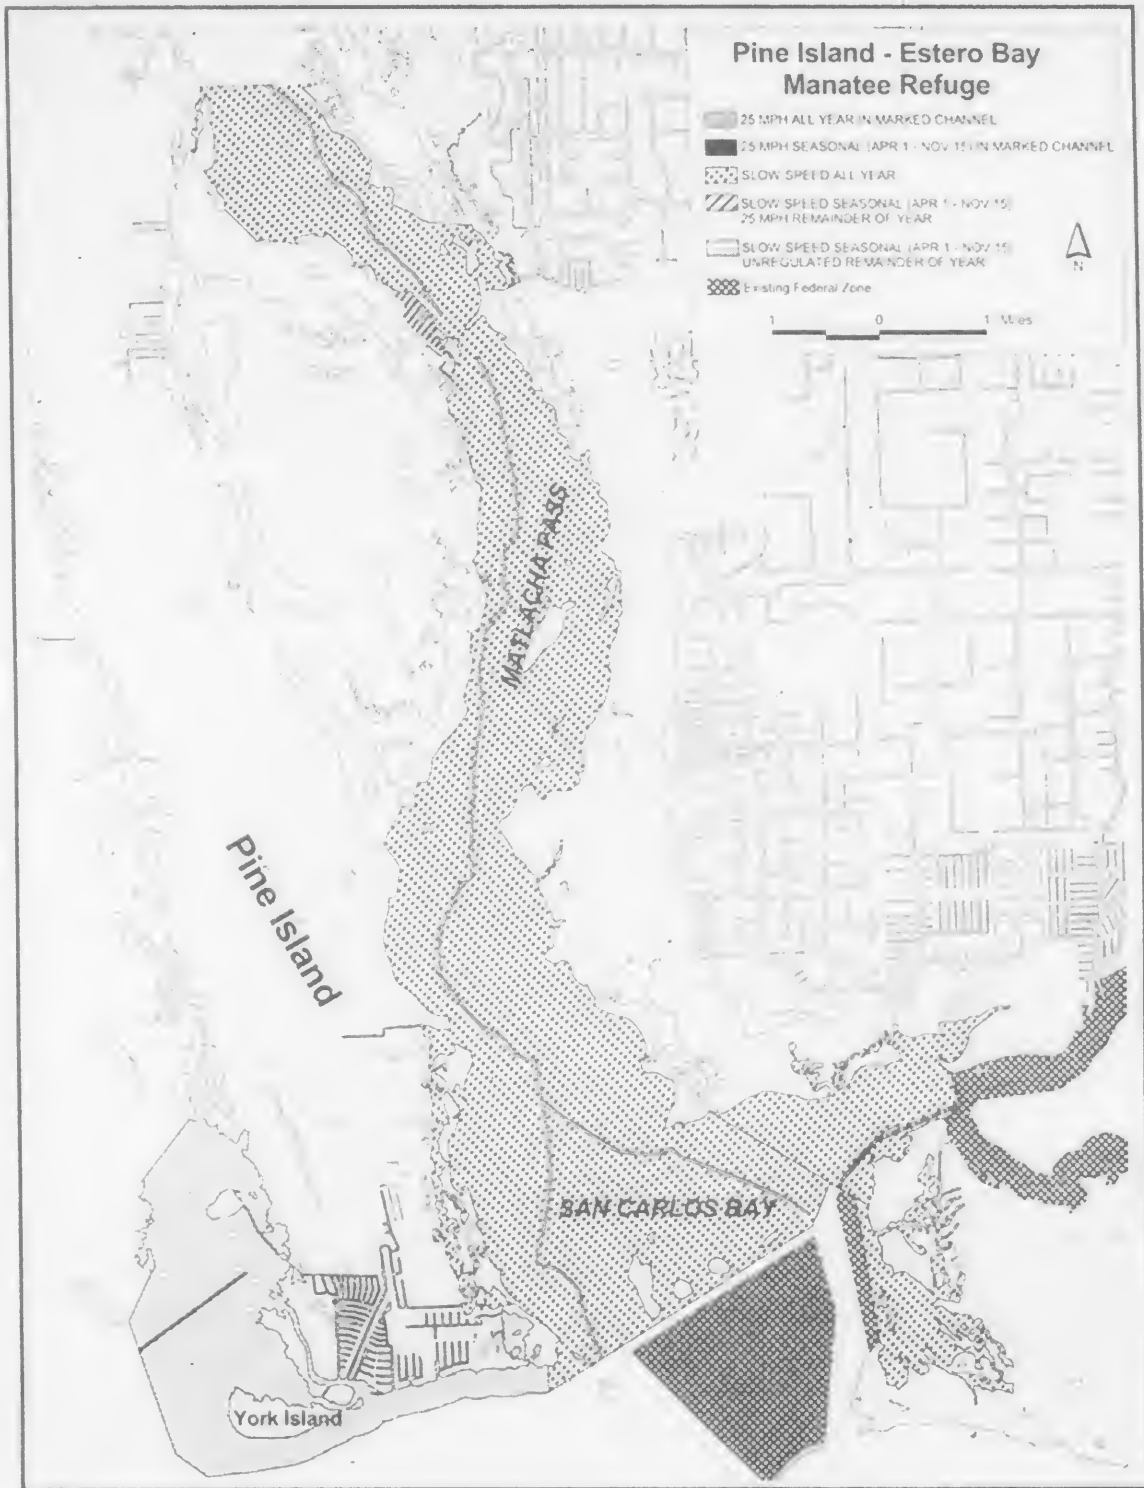 Pine Island - Estero Bay
Manatee Refuge
25 MPH ALL YEAR IN MARKED CHANNEL
25 MPH SEASONAL (APR 1 - NOV 15) IN MARKED CHANNEL
SLOW SPEED ALL YEAR
SLOW SPEED SEASONAL (APR 1 - NOV 15)
25 MPH REMAINDER OF YEAR
SLOW SPEED SEASONAL (APR 1 - NOV 15)
UNREGULATED REMAINDER OF YEAR
Existing Federal Zone
N
1 0 1 Miles
MATLACHA PASS
Pine Island
SAN CARLOS BAY
York Island